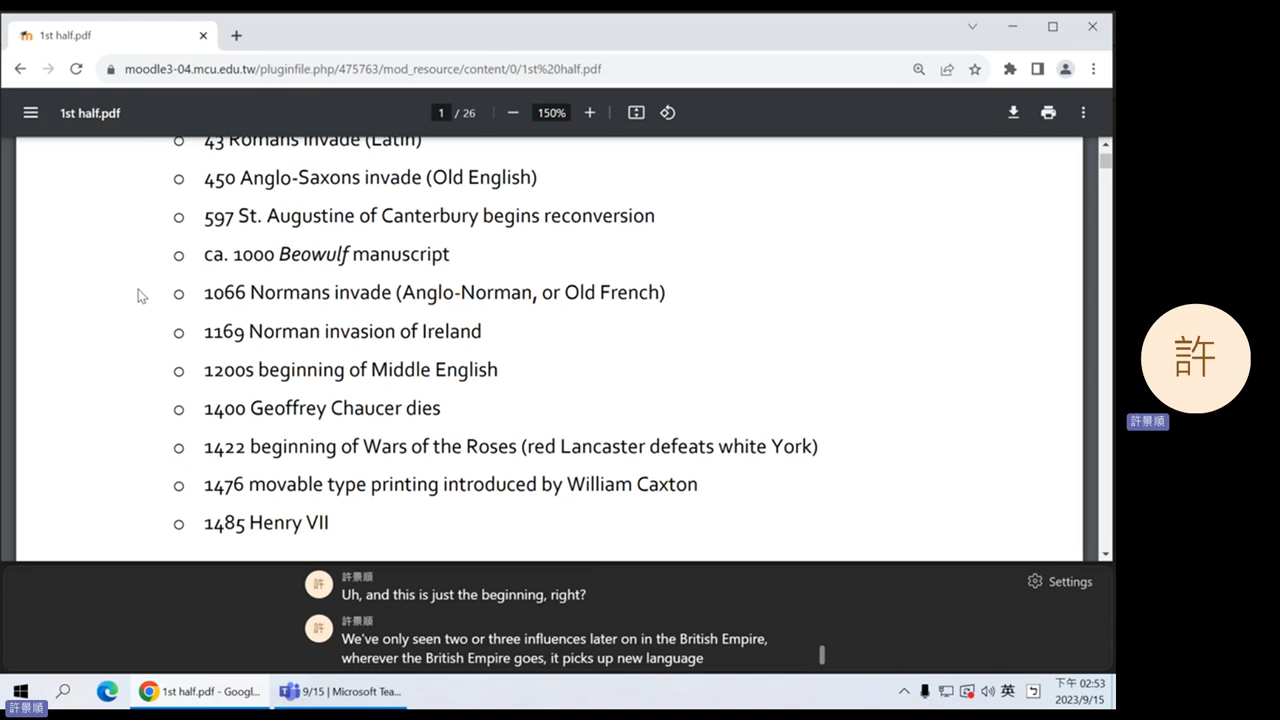 1st half.pdf
moodle3-04.mcu.edu.tw/pluginfile.php/475763/mod_resource/content/0/1st%20half.pdf
1st half.pdf
1 / 26
150%
43 Romans invade (Latin)
450 Anglo-Saxons invade (Old English)
597 St. Augustine of Canterbury begins reconversion
ca. 1000 Beowulf manuscript
1066 Normans invade (Anglo-Norman, or Old French)
1169 Norman invasion of Ireland
1200s beginning of Middle English
1400 Geoffrey Chaucer dies
1422 beginning of Wars of the Roses (red Lancaster defeats white York)
1476 movable type printing introduced by William Caxton
1485 Henry VII
許
許景順
許
許景順
Uh, and this is just the beginning, right?
Settings
許
許景順
We've only seen two or three influences later on in the British Empire,
wherever the British Empire goes, it picks up new language
1st half.pdf - Googl...
9/15 | Microsoft Tea...
英
ㄅ
下午 02:53
2023/9/15
許景順